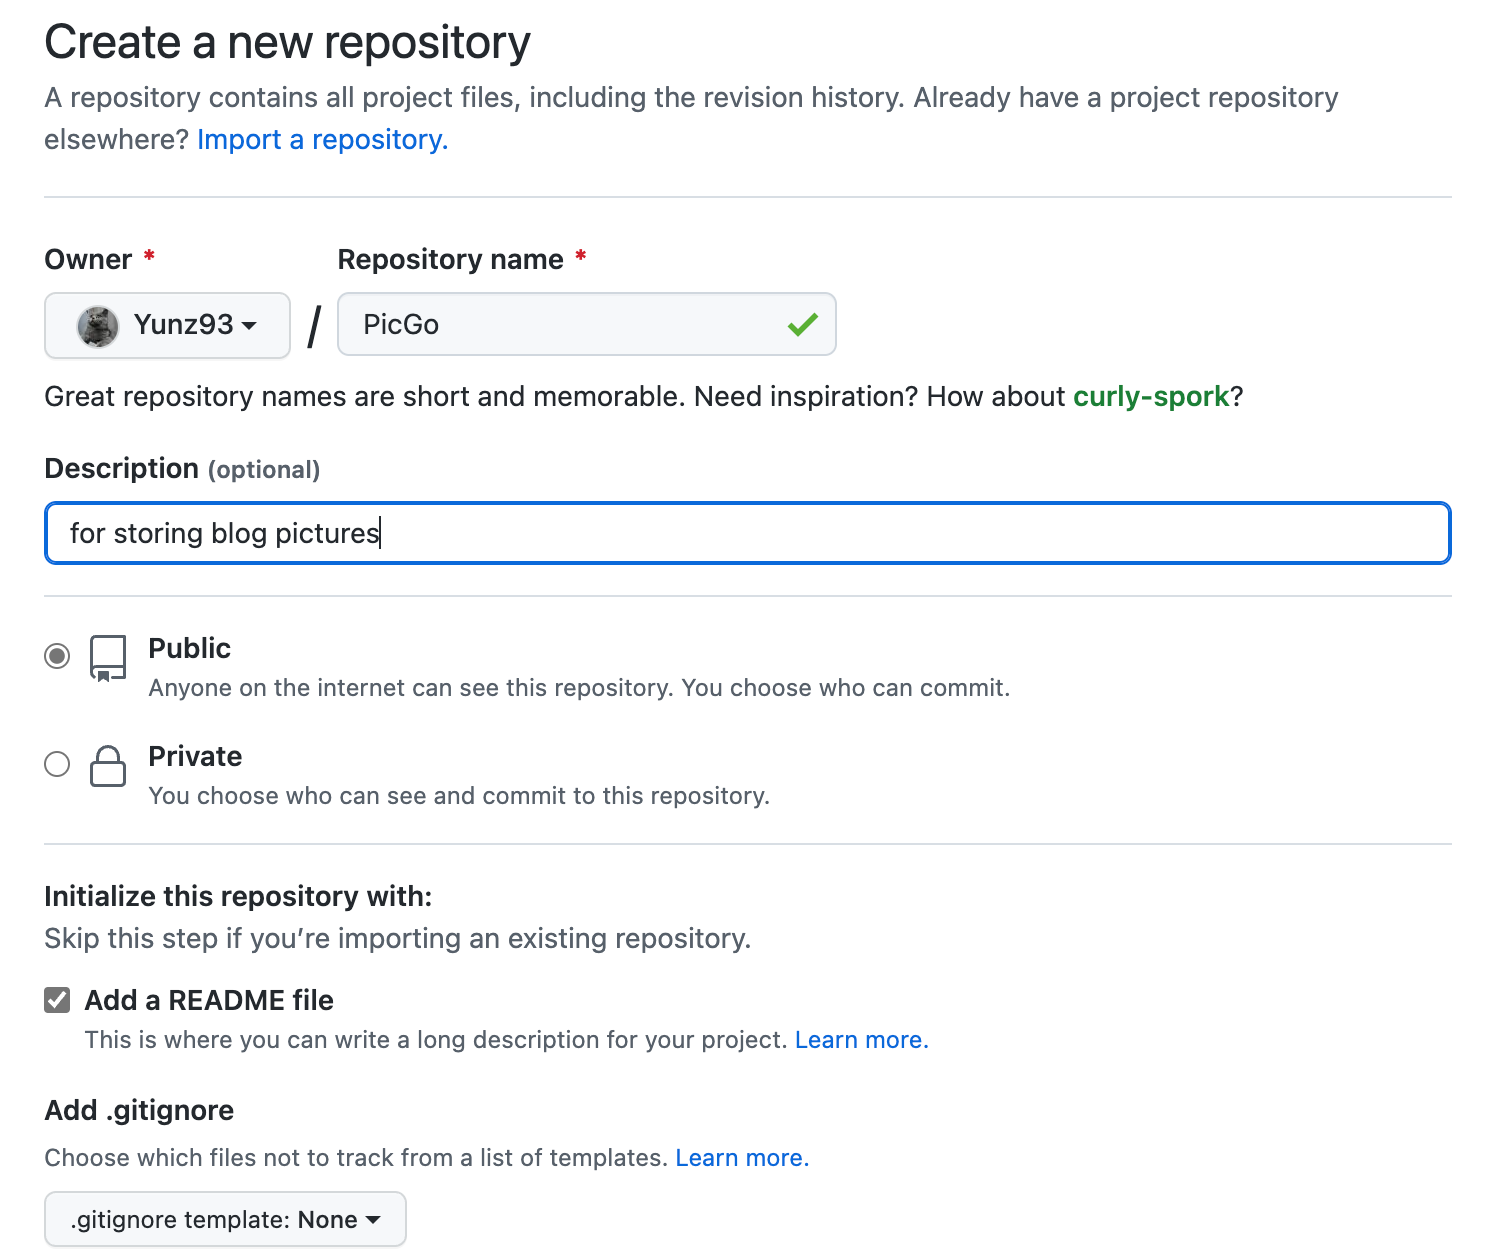 Create a new repository
A repository contains all project files, including the revision history. Already have a project repository
elsewhere? Import a repository.
Owner * Repository name *
Yunz93 / PicGo
Great repository names are short and memorable. Need inspiration? How about curly-spork?
Description (optional)
for storing blog pictures
Public
Anyone on the internet can see this repository. You choose who can commit.
Private
You choose who can see and commit to this repository.
Initialize this repository with:
Skip this step if you’re importing an existing repository.
Add a README file
This is where you can write a long description for your project. Learn more.
Add .gitignore
Choose which files not to track from a list of templates. Learn more.
.gitignore template: None